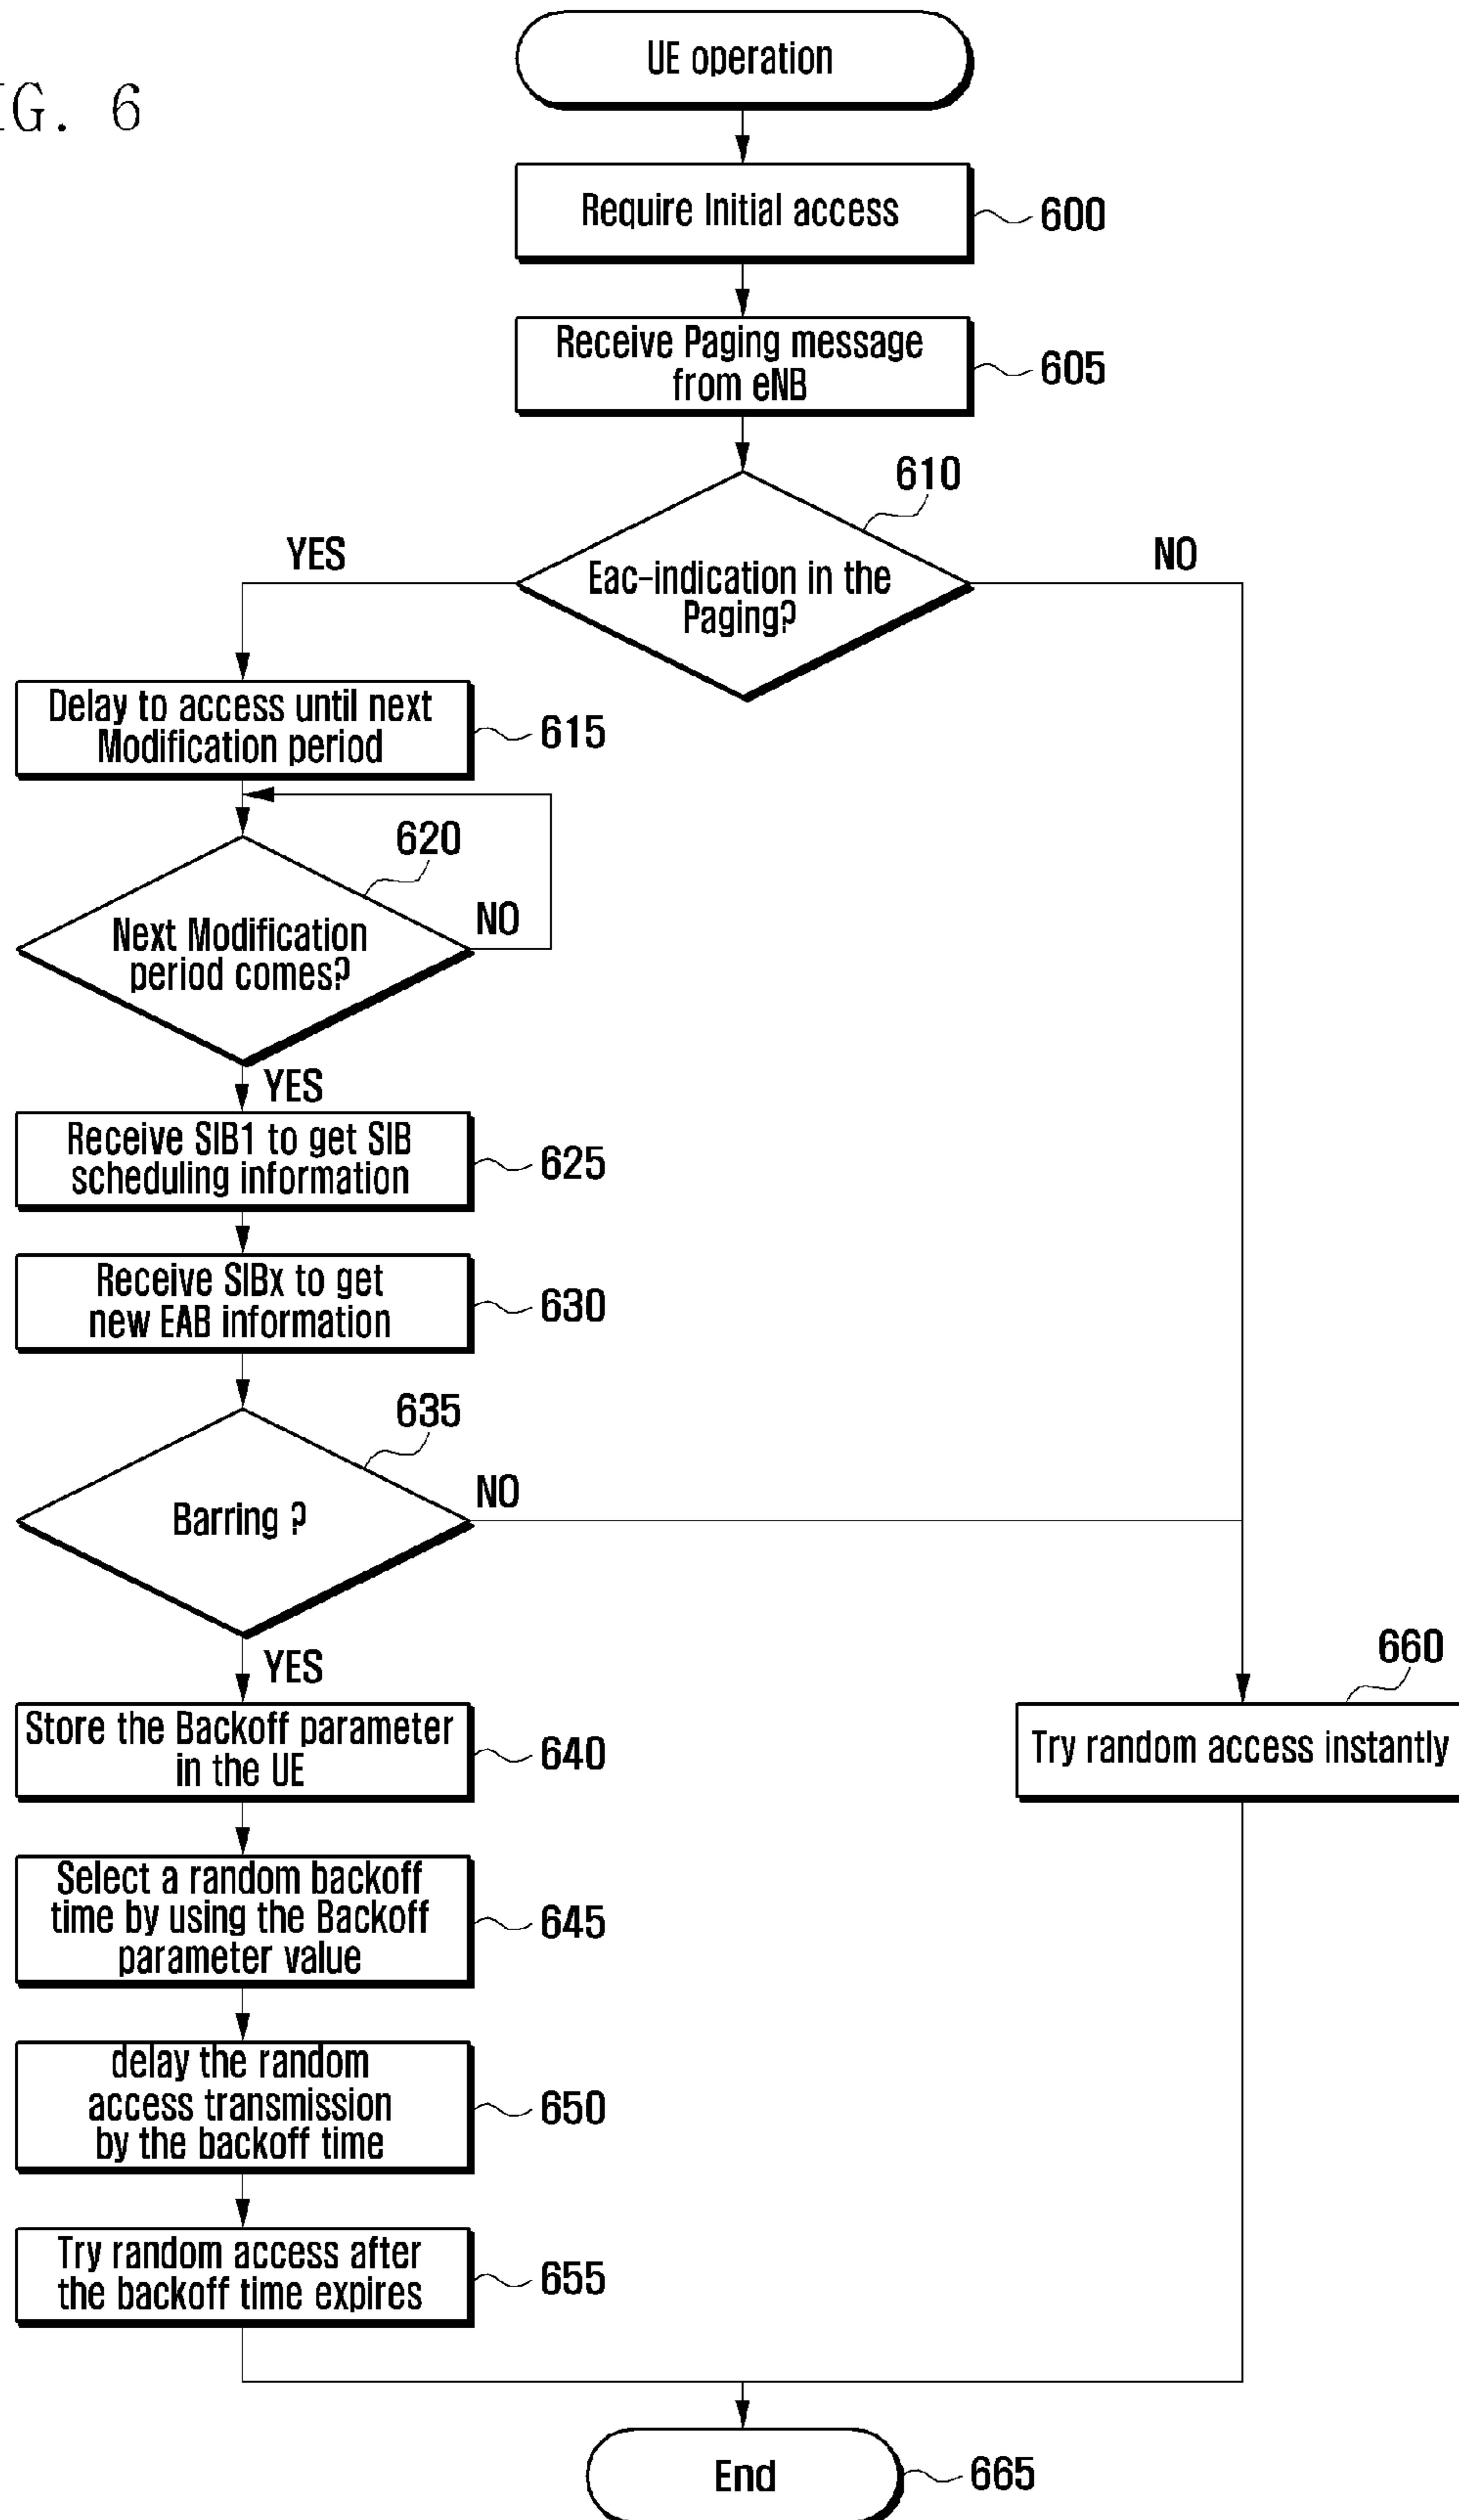 IG. 6
UE operation
Require Initial access
600
Receive Paging message
from eNB
605
610
YES
NO
Eac-indication in the
Paging?
Delay to access until next
Modification period
615
620
Next Modification
period comes?
NO
YES
Receive SIB1 to get SIB
scheduling information
625
Receive SIBx to get
new EAB information
630
635
Barring ?
NO
YES
660
Store the Backoff parameter
in the UE
640
Try random access instantly
Select a random backoff
time by using the Backoff
parameter value
645
delay the random
access transmission
by the backoff time
650
Try random access after
the backoff time expires
655
End
665